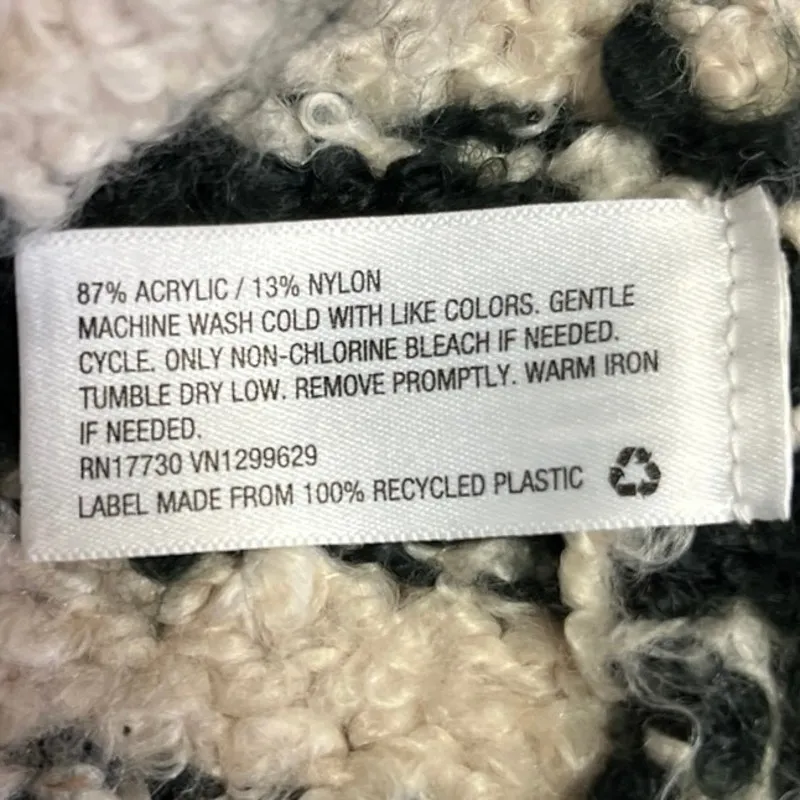 87% ACRYLIC / 13% NYLON
MACHINE WASH COLD WITH LIKE COLORS. GENTLE
CYCLE. ONLY NON-CHLORINE BLEACH IF NEEDED.
TUMBLE DRY LOW. REMOVE PROMPTLY. WARM IRON
IF NEEDED.
RN17730 VN1299629
LABEL MADE FROM 100% RECYCLED PLASTIC